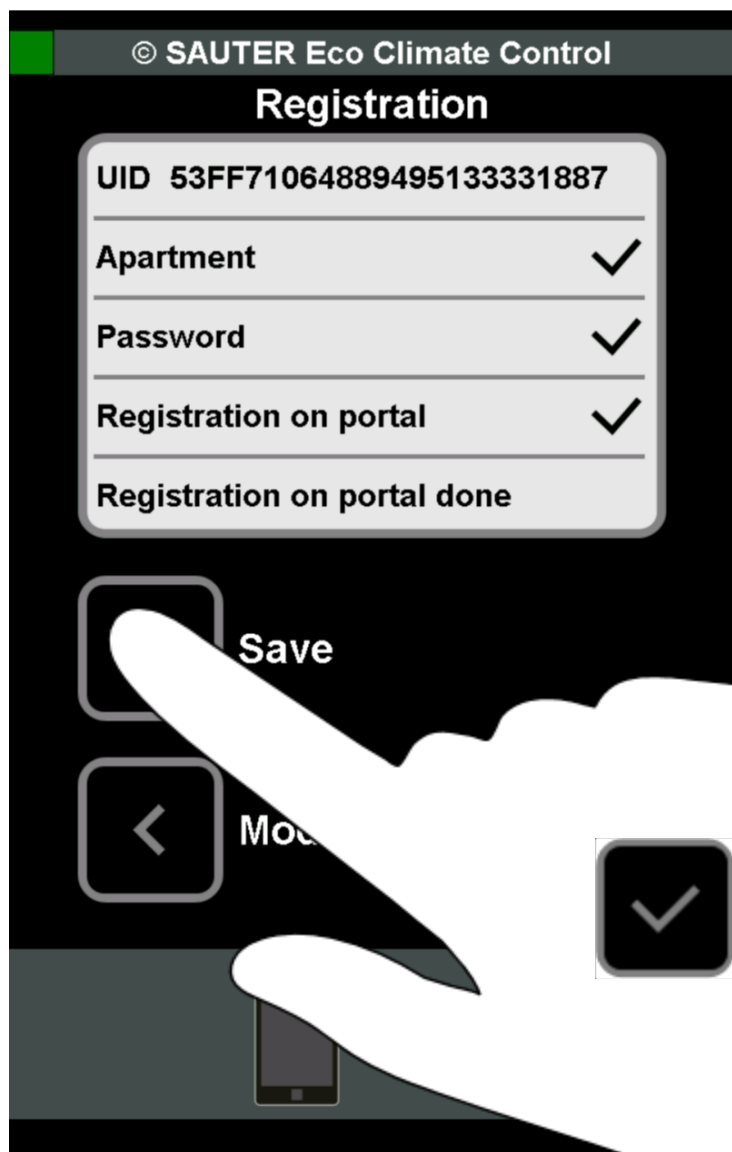 © SAUTER Eco Climate Control
Registration
UID 53FF71064889495133331887
Apartment
Password
Registration on portal
Registration on portal done
Save